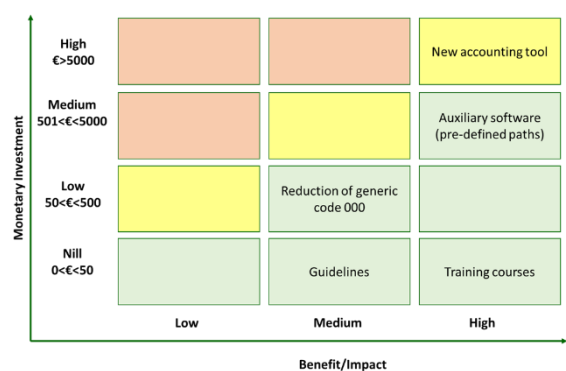 High
€>5000
New accounting tool
Medium
501<€<5000
Auxiliary software
(pre-defined paths)
Monetary Investment
Low
50<€<500
Reduction of generic
code 000
Nill
0<€<50
Guidelines
Training courses
Low
Medium
High
Benefit/Impact